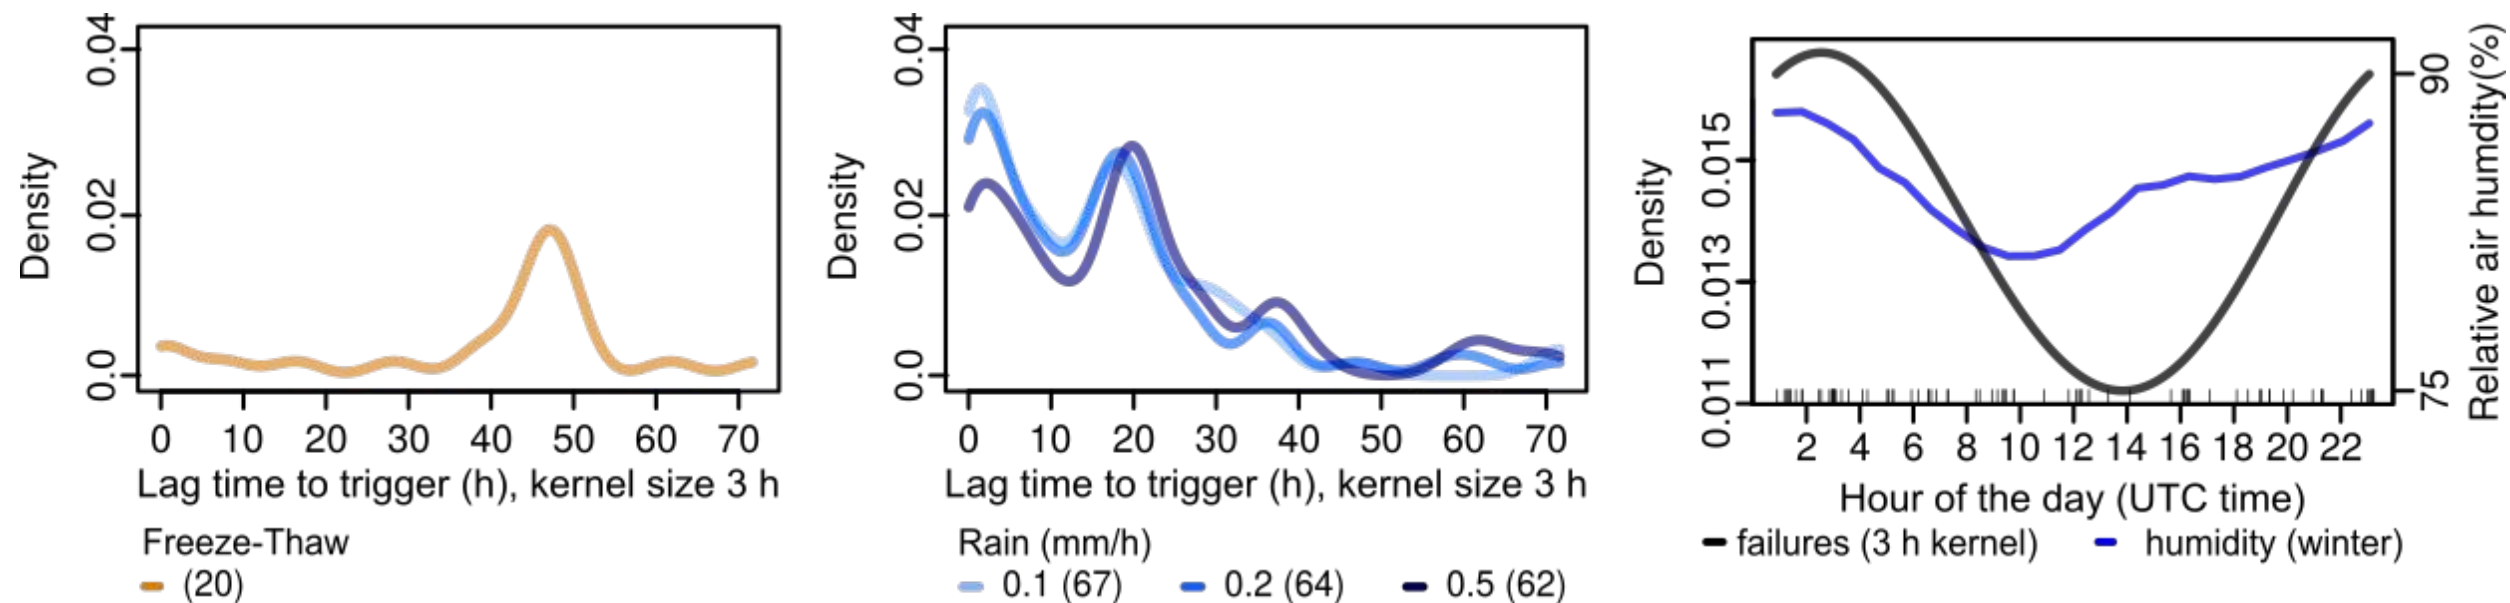 Density
0.04
0.02
0.0
0 10 20 30 40 50 60 70
Lag time to trigger (h), kernel size 3 h
Freeze-Thaw
(20)
Density
0.04
0.02
0.0
0 10 20 30 40 50 60 70
Lag time to trigger (h), kernel size 3 h
Rain (mm/h)
0.1 (67) 0.2 (64) 0.5 (62)
Density
0.015
0.013
0.011
2 4 6 8 10 12 14 16 18 20 22
Hour of the day (UTC time)
90
75
Relative air humdity(%)
failures (3 h kernel) humidity (winter)